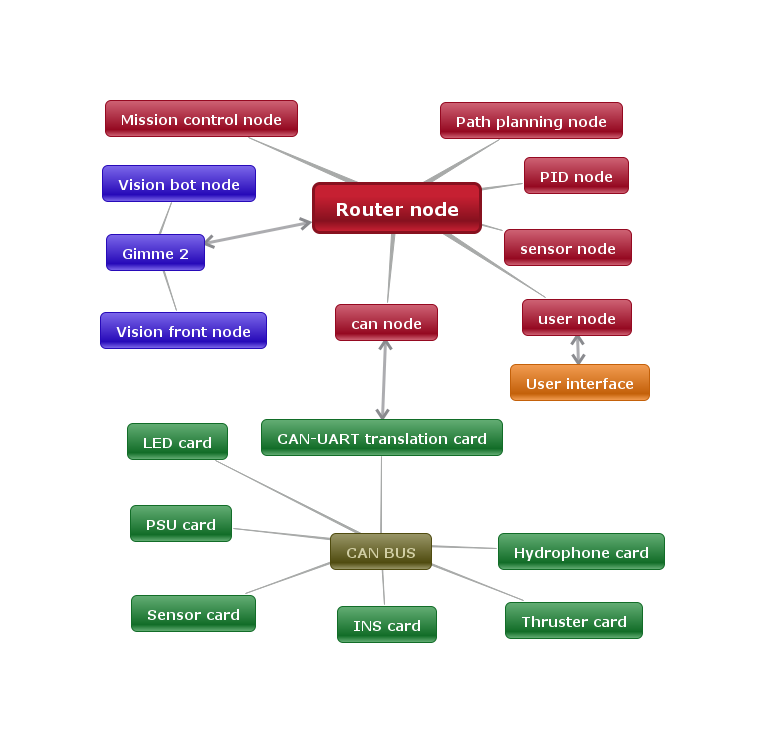 Mission control node
Path planning node
Vision bot node
PID node
Router node
Gimme 2
sensor node
Vision front node
can node
user node
User interface
LED card
CAN-UART translation card
PSU card
CAN BUS
Hydrophone card
Sensor card
INS card
Thruster card